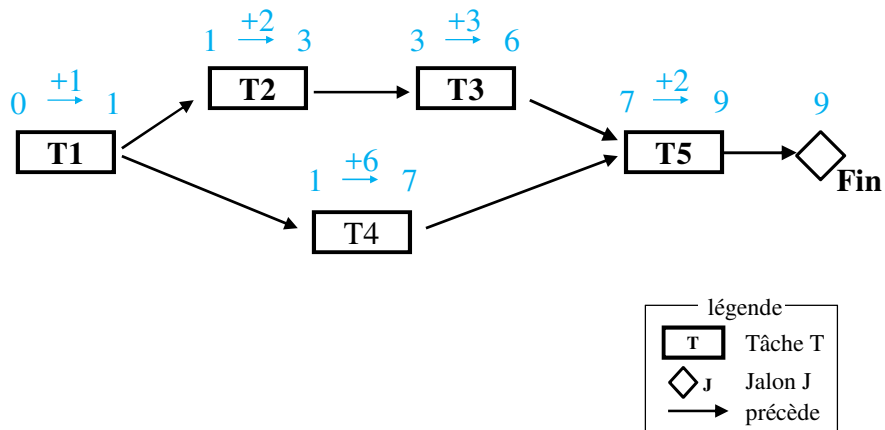 1 +2 3
3 +3 6
0 +1 1
T2
T3
7 +2 9
9
T1
T5
1 +6 7
Fin
T4
légende
T Tâche T
J Jalon J
précède